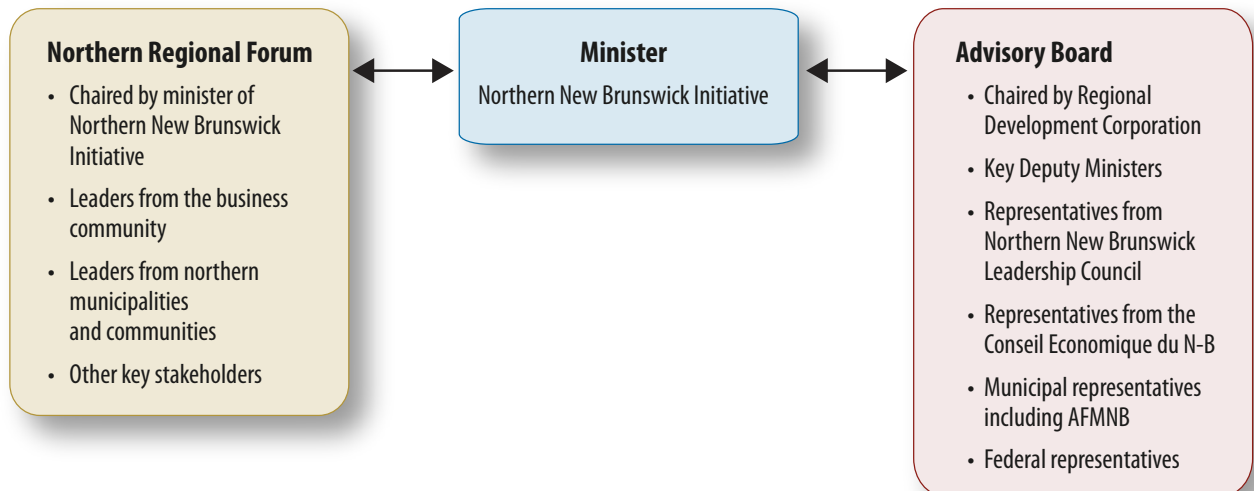 Northern Regional Forum
• Chaired by minister of
Northern New Brunswick
Initiative
• Leaders from the business
community
• Leaders from northern
municipalities
and communities
• Other key stakeholders
Minister
Northern New Brunswick Initiative
Advisory Board
• Chaired by Regional
Development Corporation
• Key Deputy Ministers
• Representatives from
Northern New Brunswick
Leadership Council
• Representatives from the
Conseil Economique du N-B
• Municipal representatives
including AFMNB
• Federal representatives